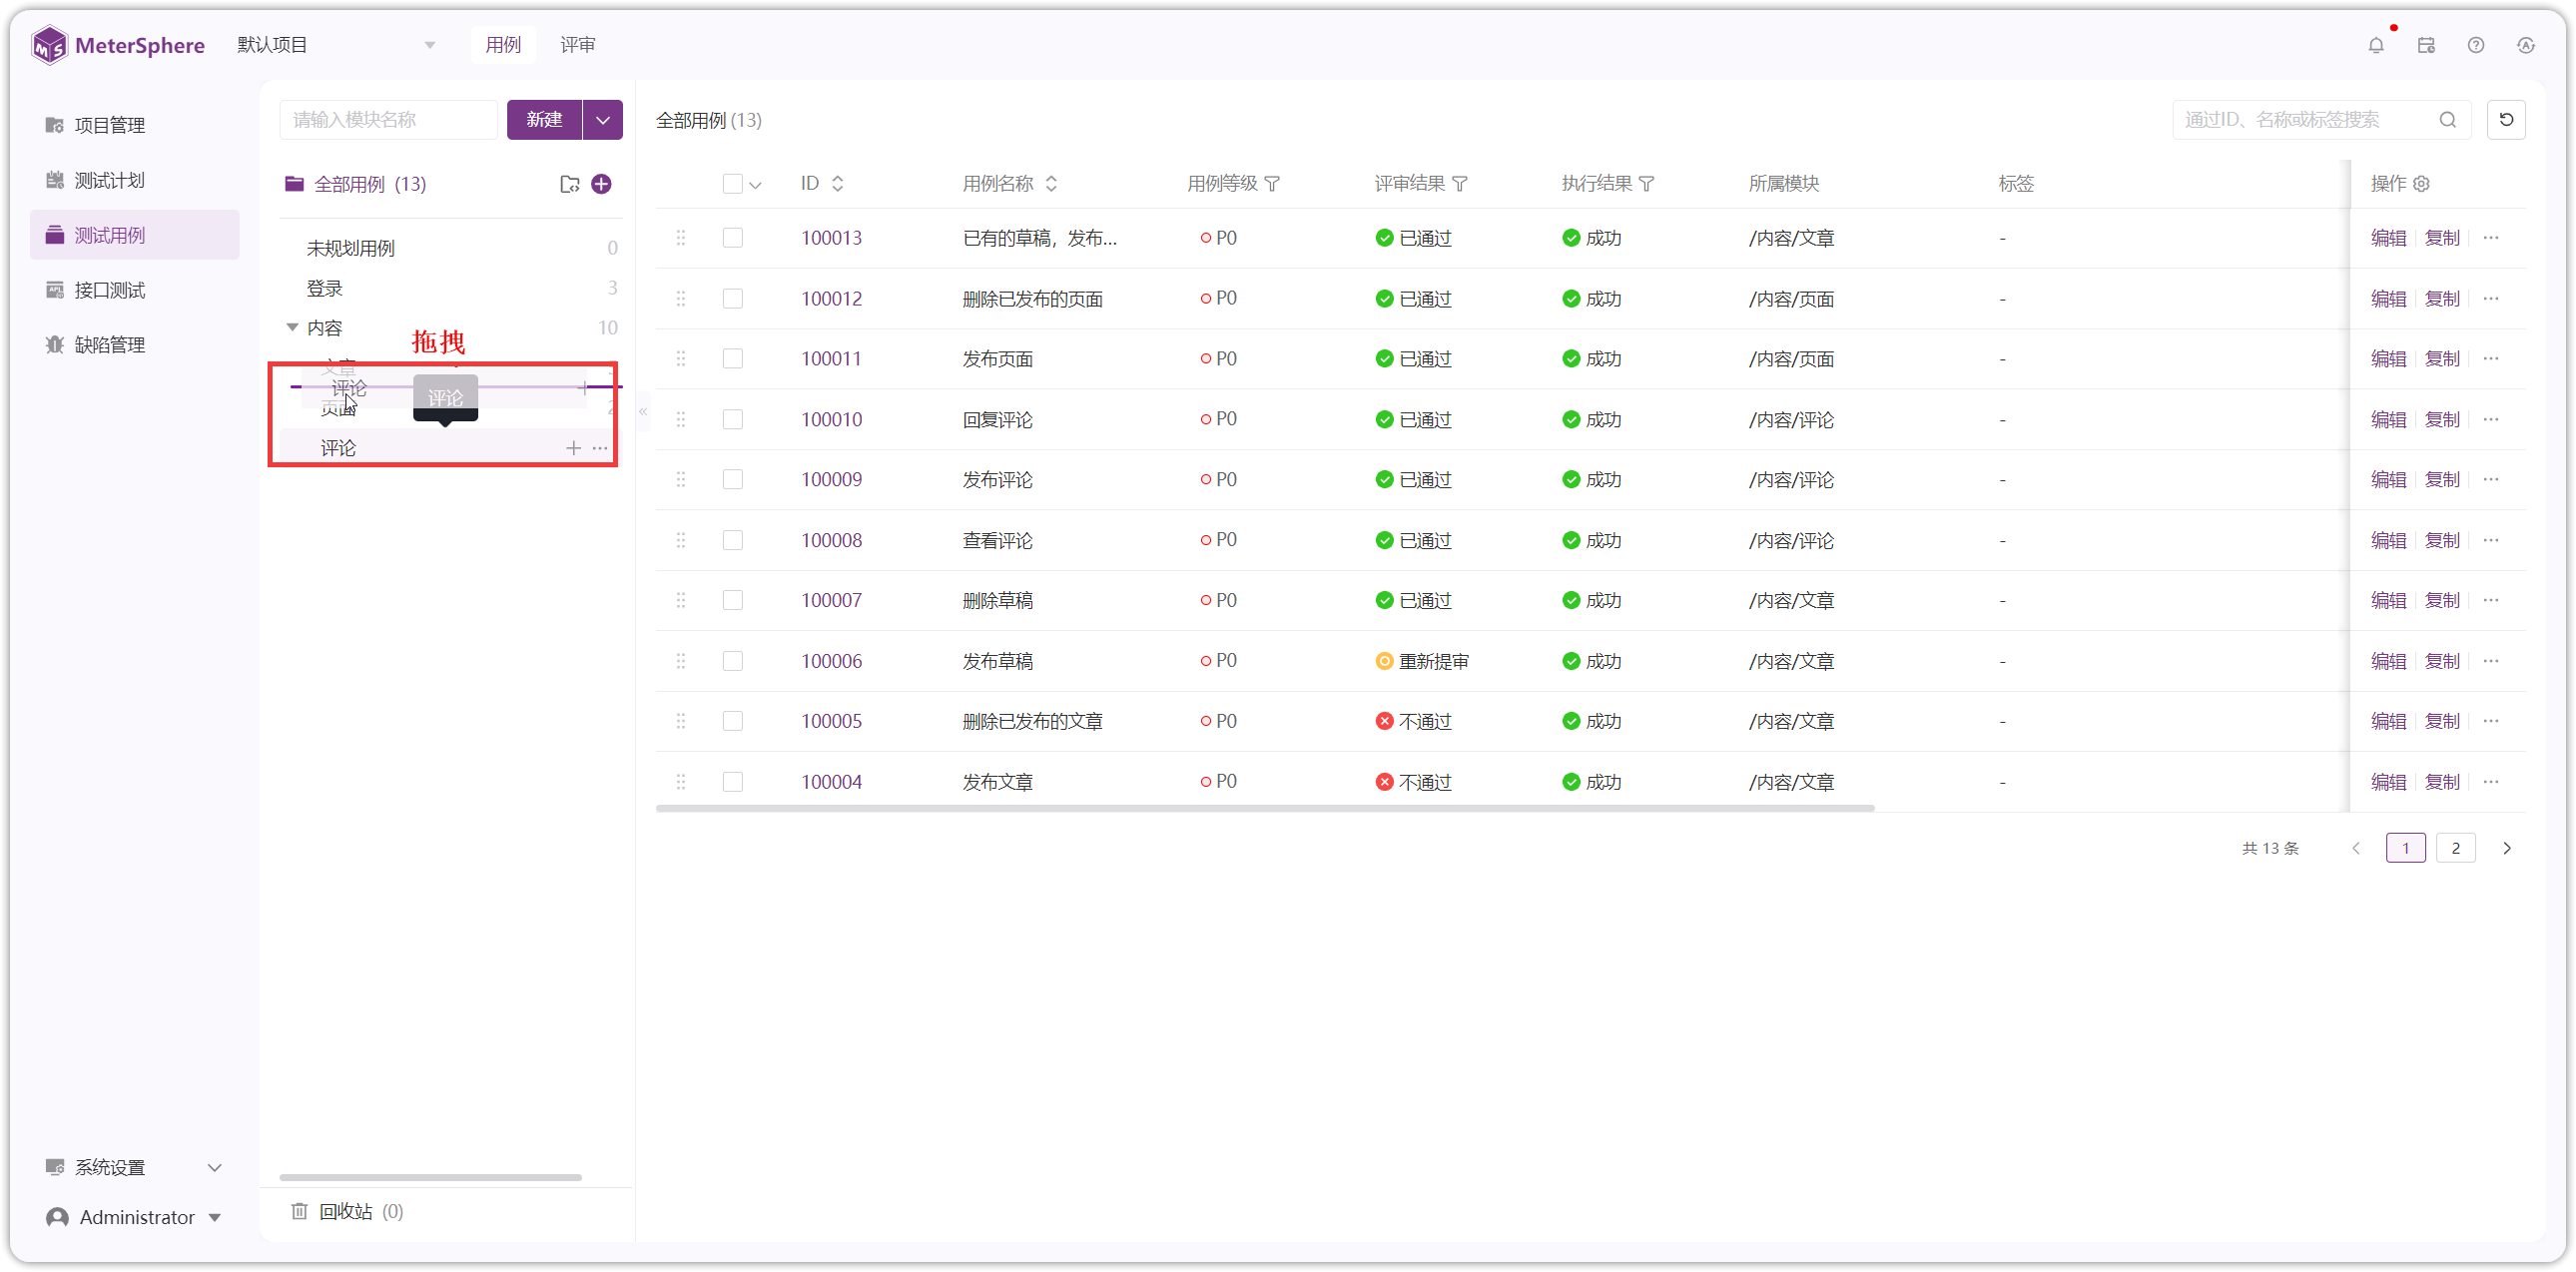 MeterSphere 默认项目 用例 评审
项目管理
测试计划
测试用例
接口测试
缺陷管理
系统设置
Administrator
请输入模块名称 新建
全部用例 (13)
未规划用例 0
登录 3
内容 10
拖拽
文章 5
评论
评论
页面 2
评论
回收站 (0)
全部用例 (13) 通过ID、名称或标签搜索
ID 用例名称 用例等级 评审结果 执行结果 所属模块 标签 操作
100013 已有的草稿，发布... P0 已通过 成功 /内容/文章 - 编辑 复制 ...
100012 删除已发布的页面 P0 已通过 成功 /内容/页面 - 编辑 复制 ...
100011 发布页面 P0 已通过 成功 /内容/页面 - 编辑 复制 ...
100010 回复评论 P0 已通过 成功 /内容/评论 - 编辑 复制 ...
100009 发布评论 P0 已通过 成功 /内容/评论 - 编辑 复制 ...
100008 查看评论 P0 已通过 成功 /内容/评论 - 编辑 复制 ...
100007 删除草稿 P0 已通过 成功 /内容/文章 - 编辑 复制 ...
100006 发布草稿 P0 重新提审 成功 /内容/文章 - 编辑 复制 ...
100005 删除已发布的文章 P0 不通过 成功 /内容/文章 - 编辑 复制 ...
100004 发布文章 P0 不通过 成功 /内容/文章 - 编辑 复制 ...
共 13 条 1 2